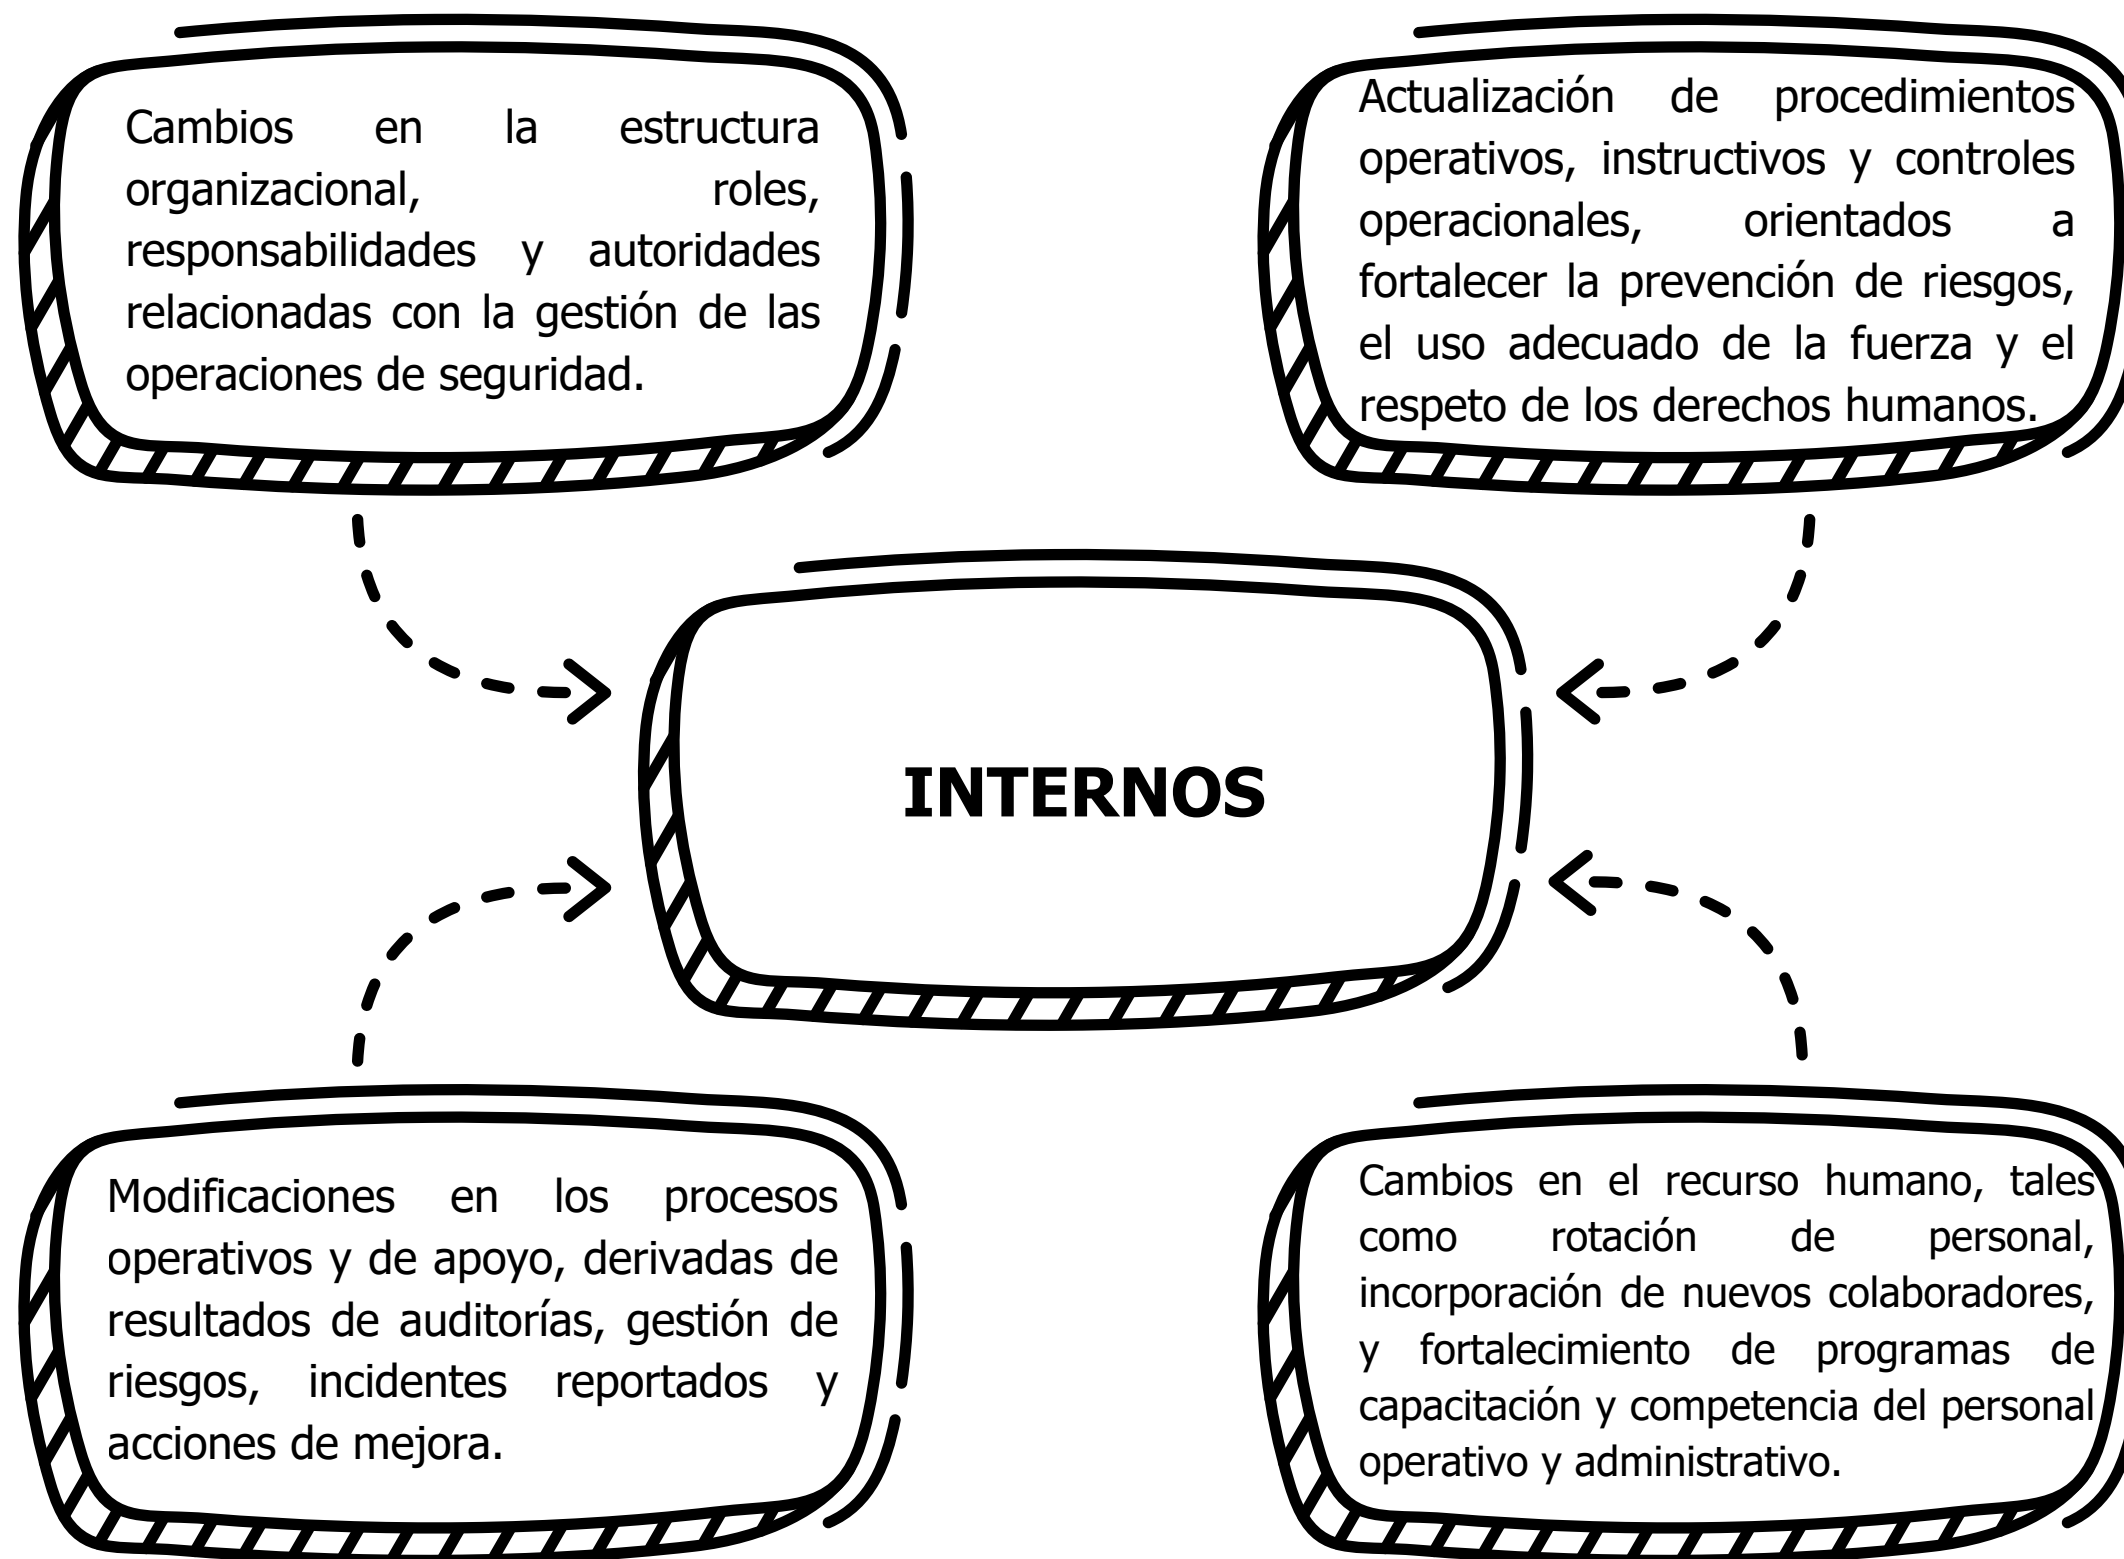 Cambios en la estructura
organizacional, roles,
responsabilidades y autoridades
relacionadas con la gestión de las
operaciones de seguridad.
Actualización de procedimientos
operativos, instructivos y controles
operacionales, orientados a
fortalecer la prevención de riesgos,
el uso adecuado de la fuerza y el
respeto de los derechos humanos.
INTERNOS
Modificaciones en los procesos
operativos y de apoyo, derivadas de
resultados de auditorías, gestión de
riesgos, incidentes reportados y
acciones de mejora.
Cambios en el recurso humano, tales
como rotación de personal,
incorporación de nuevos colaboradores,
y fortalecimiento de programas de
capacitación y competencia del personal
operativo y administrativo.